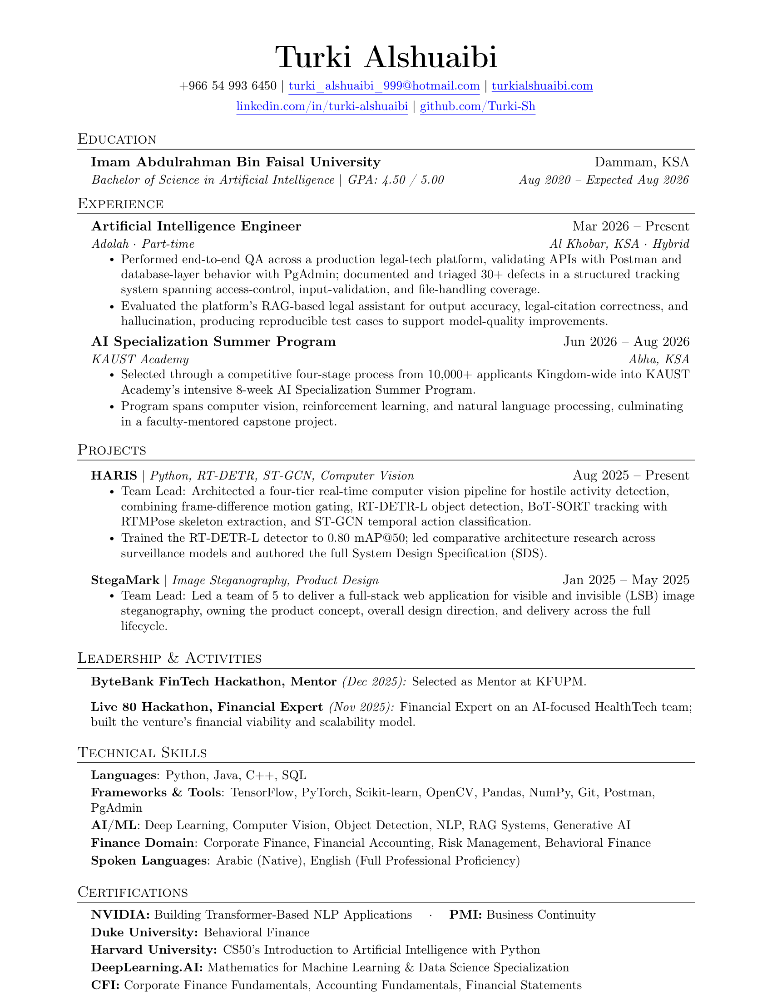 Turki Alshuaibi
+966 54 993 6450 | turki_alshuaibi_999@hotmail.com | turkialshuaibi.com
linkedin.com/in/turki-alshuaibi | github.com/Turki-Sh
Education
Imam Abdulrahman Bin Faisal University Dammam, KSA
Bachelor of Science in Artificial Intelligence | GPA: 4.50 / 5.00 Aug 2020 – Expected Aug 2026
Experience
Artificial Intelligence Engineer Mar 2026 – Present
Adalah · Part-time Al Khobar, KSA · Hybrid
• Performed end-to-end QA across a production legal-tech platform, validating APIs with Postman and
database-layer behavior with PgAdmin; documented and triaged 30+ defects in a structured tracking
system spanning access-control, input-validation, and file-handling coverage.
• Evaluated the platform's RAG-based legal assistant for output accuracy, legal-citation correctness, and
hallucination, producing reproducible test cases to support model-quality improvements.
AI Specialization Summer Program Jun 2026 – Aug 2026
KAUST Academy Abha, KSA
• Selected through a competitive four-stage process from 10,000+ applicants Kingdom-wide into KAUST
Academy's intensive 8-week AI Specialization Summer Program.
• Program spans computer vision, reinforcement learning, and natural language processing, culminating
in a faculty-mentored capstone project.
Projects
HARIS | Python, RT-DETR, ST-GCN, Computer Vision Aug 2025 – Present
• Team Lead: Architected a four-tier real-time computer vision pipeline for hostile activity detection,
combining frame-difference motion gating, RT-DETR-L object detection, BoT-SORT tracking with
RTMPose skeleton extraction, and ST-GCN temporal action classification.
• Trained the RT-DETR-L detector to 0.80 mAP@50; led comparative architecture research across
surveillance models and authored the full System Design Specification (SDS).
StegaMark | Image Steganography, Product Design Jan 2025 – May 2025
• Team Lead: Led a team of 5 to deliver a full-stack web application for visible and invisible (LSB) image
steganography, owning the product concept, overall design direction, and delivery across the full
lifecycle.
Leadership & Activities
ByteBank FinTech Hackathon, Mentor (Dec 2025): Selected as Mentor at KFUPM.
Live 80 Hackathon, Financial Expert (Nov 2025): Financial Expert on an AI-focused HealthTech team;
built the venture's financial viability and scalability model.
Technical Skills
Languages: Python, Java, C++, SQL
Frameworks & Tools: TensorFlow, PyTorch, Scikit-learn, OpenCV, Pandas, NumPy, Git, Postman,
PgAdmin
AI/ML: Deep Learning, Computer Vision, Object Detection, NLP, RAG Systems, Generative AI
Finance Domain: Corporate Finance, Financial Accounting, Risk Management, Behavioral Finance
Spoken Languages: Arabic (Native), English (Full Professional Proficiency)
Certifications
NVIDIA: Building Transformer-Based NLP Applications · PMI: Business Continuity
Duke University: Behavioral Finance
Harvard University: CS50's Introduction to Artificial Intelligence with Python
DeepLearning.AI: Mathematics for Machine Learning & Data Science Specialization
CFI: Corporate Finance Fundamentals, Accounting Fundamentals, Financial Statements